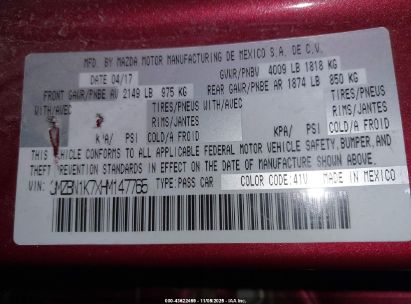 MFD. BY MAZDA MOTOR MANUFACTURING DE MEXICO S.A. DE C.V.
DATE 04/17 GVWR/PNBV 4009 LB 1818 KG
FRONT GAWR/PNBE AV 2149 LB 975 KG REAR GAWR/PNBE AR 1874 LB 850 KG
WITH/AVEC TIRES/PNEUS WITH/AVEC TIRES/PNEUS
RIMS/JANTES RIMS/JANTES
KPA/ PSI COLD/A FROID KPA/ PSI COLD/A FROID
THIS VEHICLE CONFORMS TO ALL APPLICABLE FEDERAL MOTOR VEHICLE SAFETY, BUMPER, AND
THEFT PREVENTION STANDARDS IN EFFECT ON THE DATE OF MANUFACTURE SHOWN ABOVE.
VIN: 3MZBN1K7XHM147765 TYPE: PASS CAR COLOR CODE: 41V MADE IN MEXICO